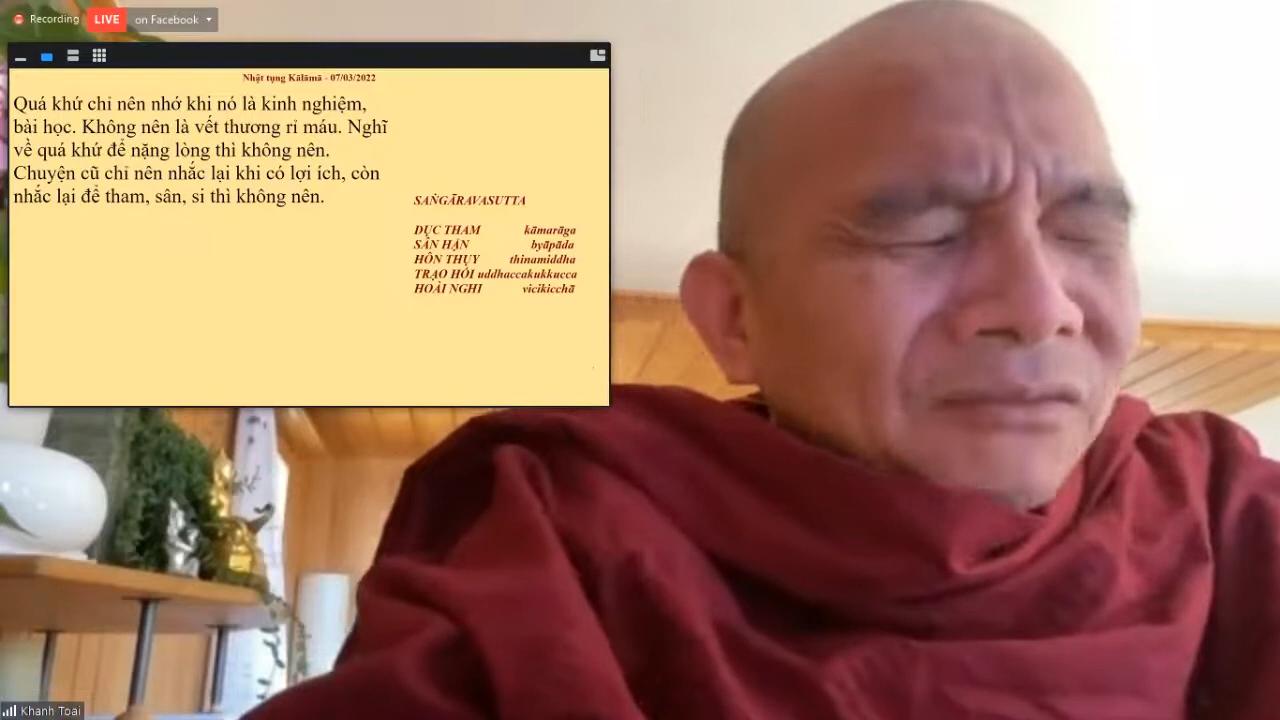 Recording LIVE on Facebook
Nhật tụng Kālāmā - 07/03/2022
Quá khứ chỉ nên nhớ khi nó là kinh nghiệm,
bài học. Không nên là vết thương rỉ máu. Nghĩ
về quá khứ để nặng lòng thì không nên.
Chuyện cũ chỉ nên nhắc lại khi có lợi ích, còn
nhắc lại để tham, sân, si thì không nên.
SAṄGĀRAVASUTTA
DỤC THAM kāmarāga
SÂN HẬN byāpāda
HÔN THỤY thinamiddha
TRẠO HỐI uddhaccakukkucca
HOÀI NGHI vicikicchā
Khanh Toai